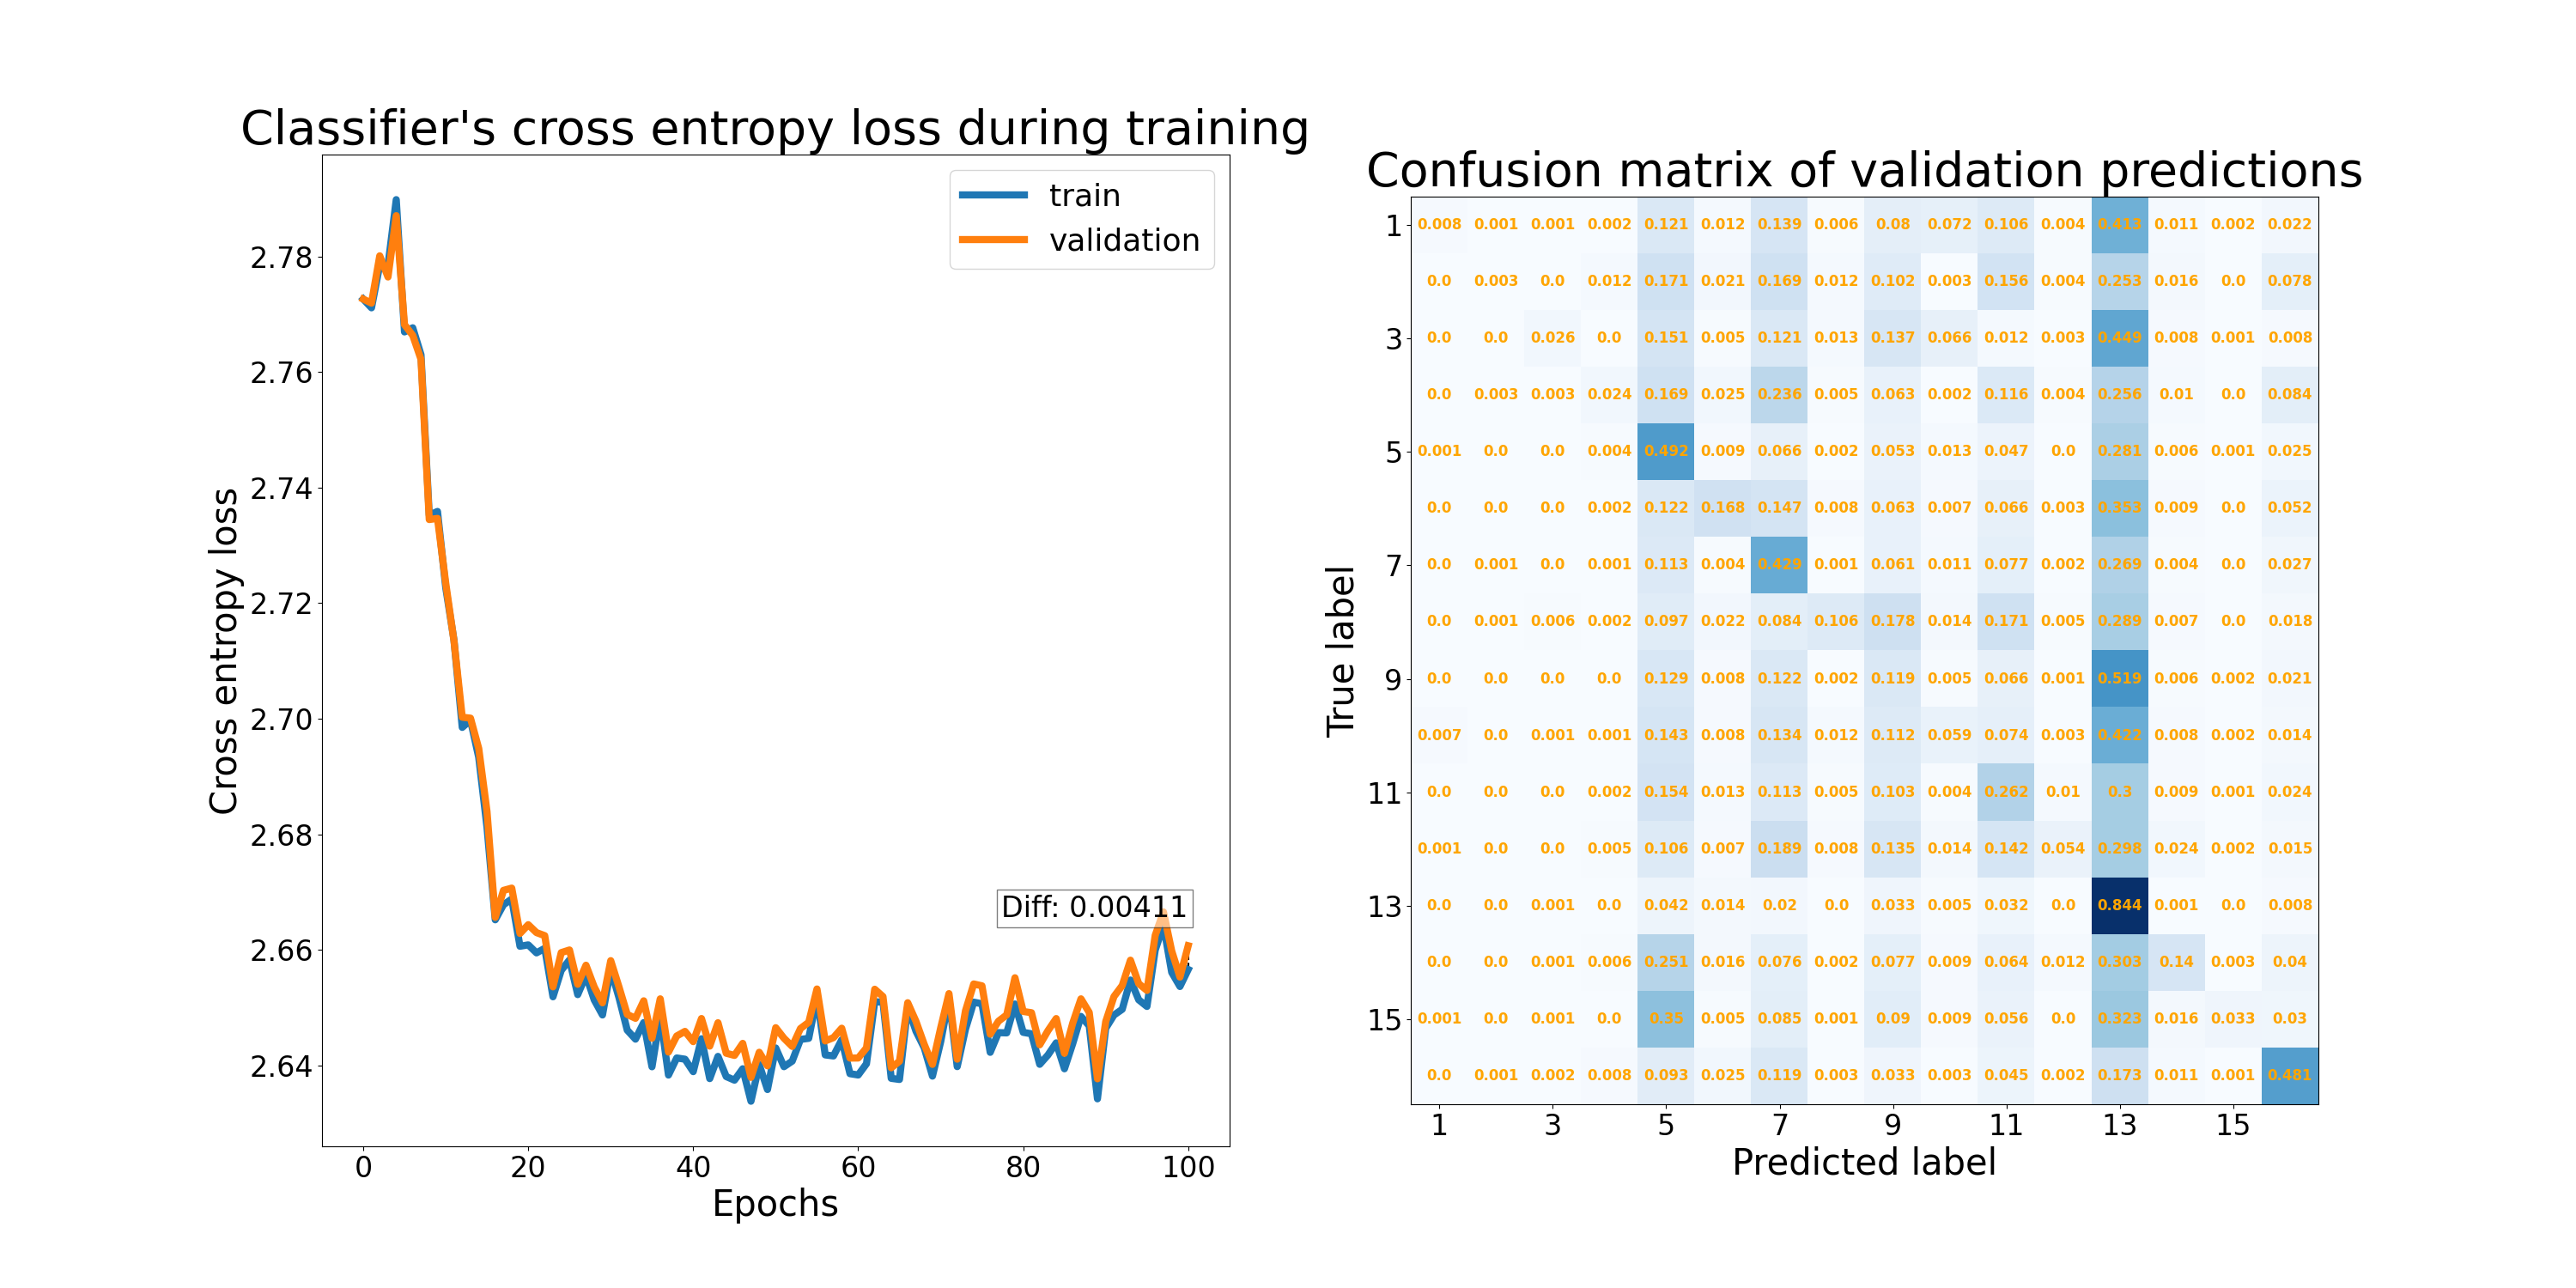 Classifier's cross entropy loss during training
train
validation
2.78
2.76
2.74
2.72
2.70
2.68
2.66
2.64
Cross entropy loss
Diff: 0.00411
0 20 40 60 80 100
Epochs
Confusion matrix of validation predictions
1 0.008 0.001 0.001 0.002 0.121 0.012 0.139 0.006 0.08 0.072 0.106 0.004 0.413 0.011 0.002 0.022
0.0 0.003 0.0 0.012 0.171 0.021 0.169 0.012 0.102 0.003 0.156 0.004 0.253 0.016 0.0 0.078
3 0.0 0.0 0.026 0.0 0.151 0.005 0.121 0.013 0.137 0.066 0.012 0.003 0.449 0.008 0.001 0.008
0.0 0.003 0.003 0.024 0.169 0.025 0.236 0.005 0.063 0.002 0.116 0.004 0.256 0.01 0.0 0.084
5 0.001 0.0 0.0 0.004 0.492 0.009 0.066 0.002 0.053 0.013 0.047 0.0 0.281 0.006 0.001 0.025
0.0 0.0 0.0 0.002 0.122 0.168 0.147 0.008 0.063 0.007 0.066 0.003 0.353 0.009 0.0 0.052
7 0.0 0.001 0.0 0.001 0.113 0.004 0.429 0.001 0.061 0.011 0.077 0.002 0.269 0.004 0.0 0.027
0.0 0.001 0.006 0.002 0.097 0.022 0.084 0.106 0.178 0.014 0.171 0.005 0.289 0.007 0.0 0.018
9 0.0 0.0 0.0 0.0 0.129 0.008 0.122 0.002 0.119 0.005 0.066 0.001 0.519 0.006 0.002 0.021
0.007 0.0 0.001 0.001 0.143 0.008 0.134 0.012 0.112 0.059 0.074 0.003 0.422 0.008 0.002 0.014
11 0.0 0.0 0.0 0.002 0.154 0.013 0.113 0.005 0.103 0.004 0.262 0.01 0.3 0.009 0.001 0.024
0.001 0.0 0.0 0.005 0.106 0.007 0.189 0.008 0.135 0.014 0.142 0.054 0.298 0.024 0.002 0.015
13 0.0 0.0 0.001 0.0 0.042 0.014 0.02 0.0 0.033 0.005 0.032 0.0 0.844 0.001 0.0 0.008
0.0 0.0 0.001 0.006 0.251 0.016 0.076 0.002 0.077 0.009 0.064 0.012 0.303 0.14 0.003 0.04
15 0.001 0.0 0.001 0.0 0.35 0.005 0.085 0.001 0.09 0.009 0.056 0.0 0.323 0.016 0.033 0.03
0.0 0.001 0.002 0.008 0.093 0.025 0.119 0.003 0.033 0.003 0.045 0.002 0.173 0.011 0.001 0.481
True label
1 3 5 7 9 11 13 15
Predicted label